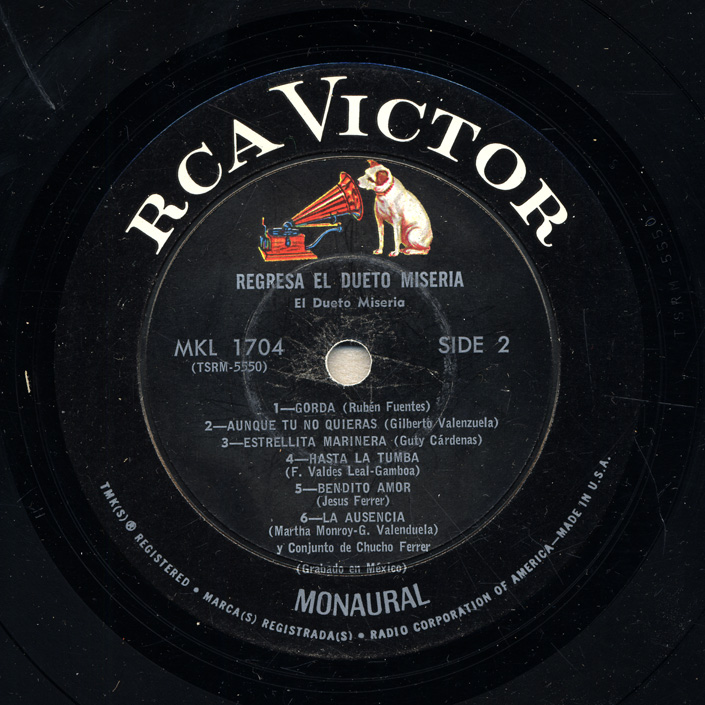 RCA VICTOR
REGRESA EL DUETO MISERIA
El Dueto Miseria
MKL 1704
(TSRM-5550)
SIDE 2
1—GORDA (Rubén Fuentes)
2—AUNQUE TU NO QUIERAS (Gilberto Valenzuela)
3—ESTRELLITA MARINERA (Guty Cárdenas)
4—HASTA LA TUMBA
(F. Valdes Leal-Gamboa)
5—BENDITO AMOR
(Jesus Ferrer)
6—LA AUSENCIA
(Martha Monroy-G. Valenduela)
y Conjunto de Chucho Ferrer
(Grabado en México)
MONAURAL
TMK(S) ® REGISTERED • MARCA(S) REGISTRADA(S) • RADIO CORPORATION OF AMERICA—MADE IN U.S.A.
TSRM-5550-